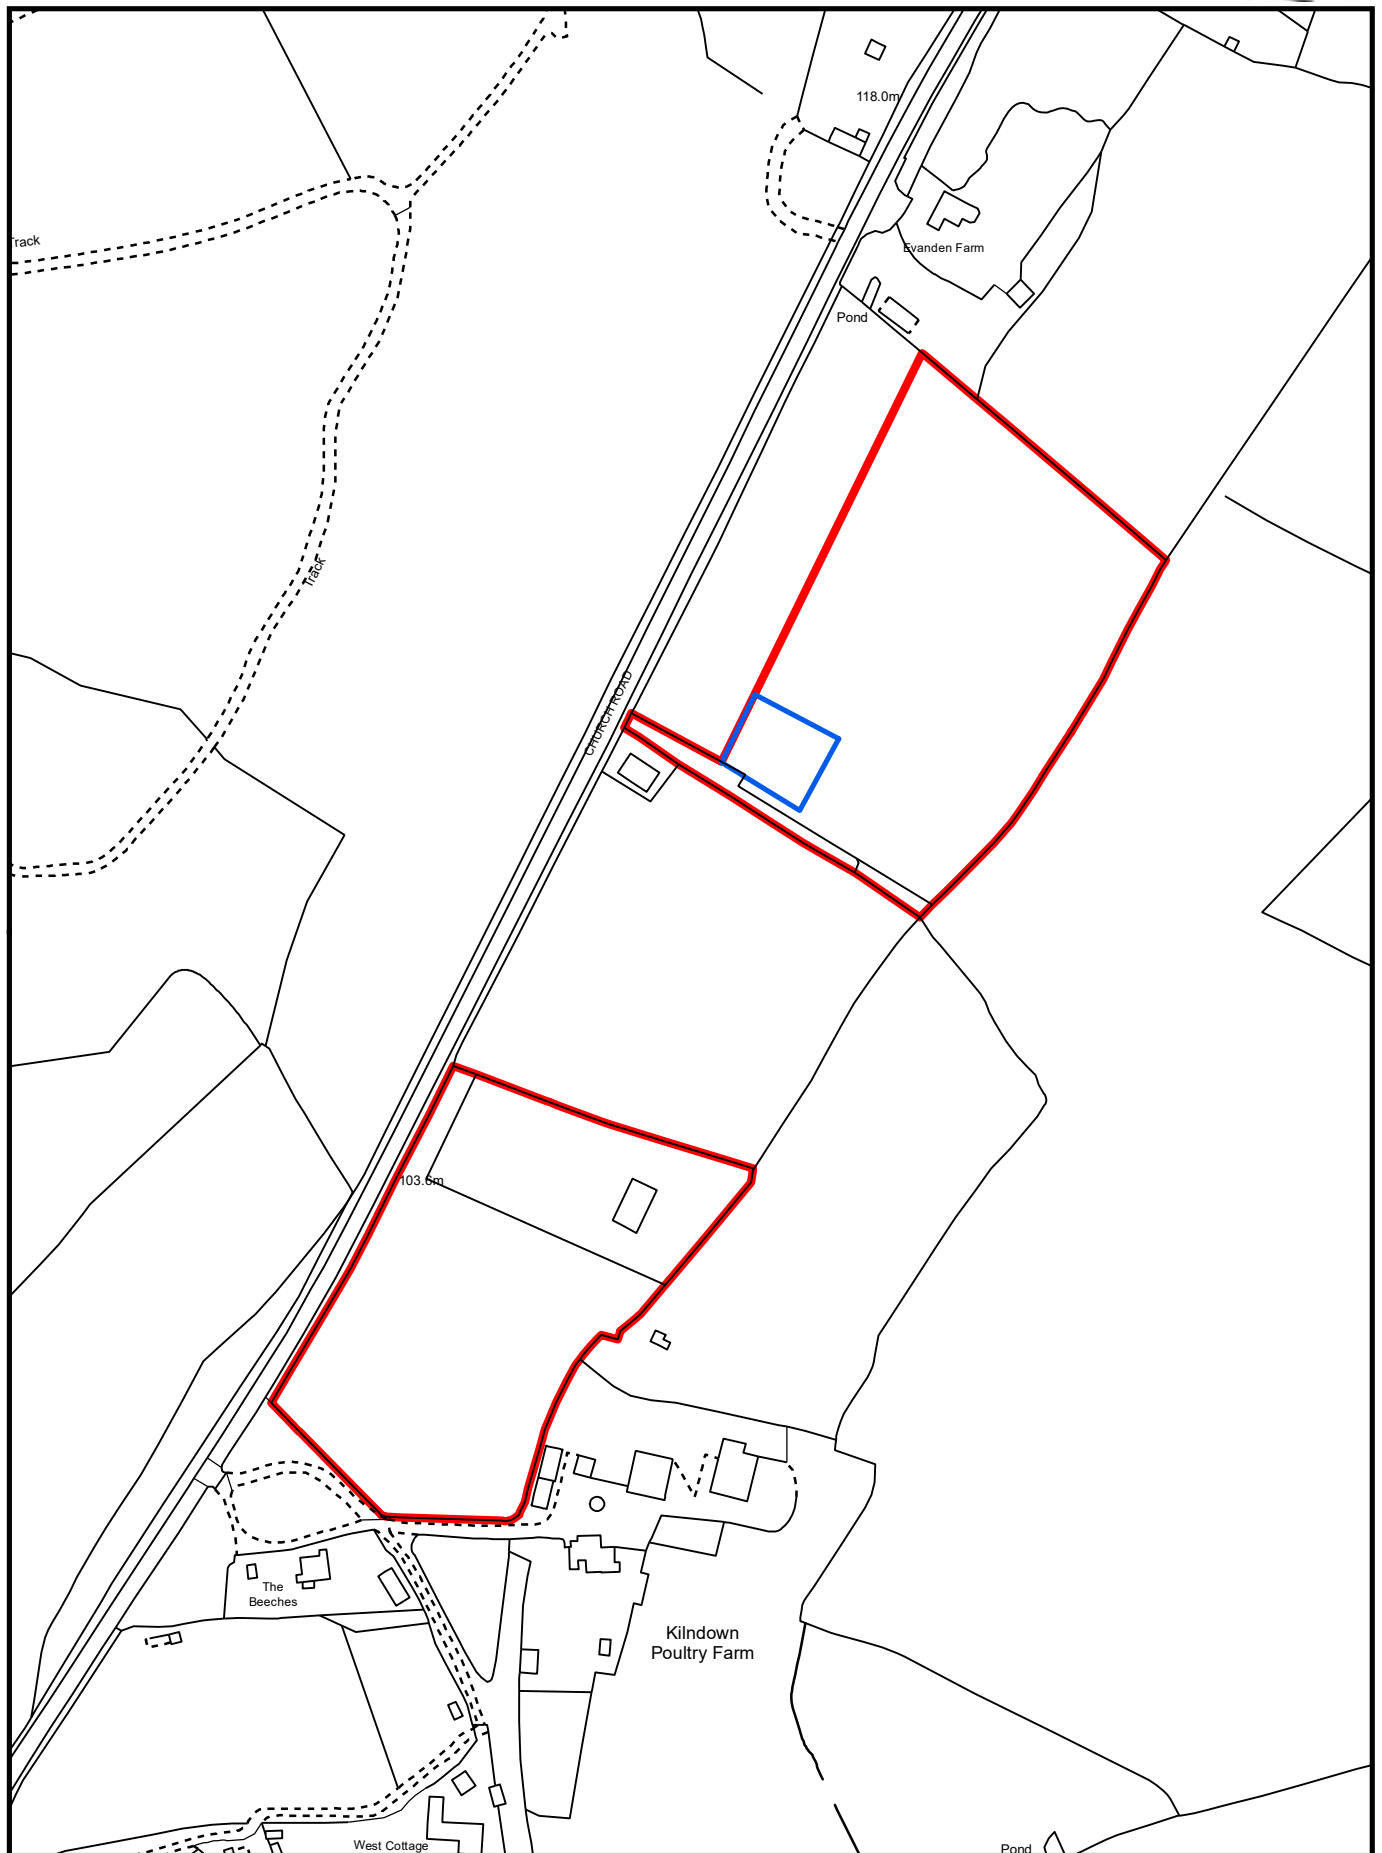 118.0m
Track
Evanden Farm
Pond
Track
CHURCH ROAD
103.6m
The
Beeches
Kilndown
Poultry Farm
West Cottage
Pond